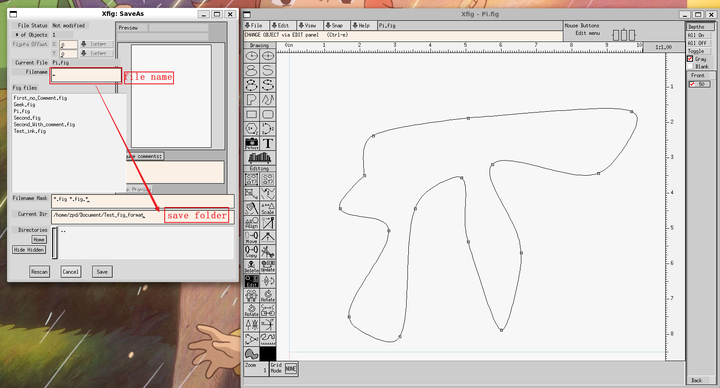 Xfig: SaveAs
File Status Not modified
# of Objects 1
Figure Offset X 0 inches
Y 0 inches
Current File Pi.fig
Filename
file name
Fig Files
First_no_Comment.fig
Geek.fig
Pi.fig
Second.fig
Second_With_comment.fig
Test_ink.fig
Preview
comments:
Preview
Filename Mask *.fig *.fig.*
Current Dir /home/zpd/Document/Test_fig_format
save folder
Directories ..
Home
Hide Hidden
Rescan Cancel Save
Xfig - Pi.fig
File Edit View Snap Help Pi.fig
CHANGE OBJECT via EDIT panel (Ctrl-e)
Mouse Buttons
Edit menu
Drawing
0in 1 2 3 4 5 6 7 8 9 10
1:1.00
1
2
3
4
5
6
7
8
T
Editing
Scale
Align
Move
Copy
Delete Update
Edit
Rotate Rotate
Zoom 1
Grid Mode NONE
Depths
All On
All Off
Toggle
Gray
Blank
Front
50
Back